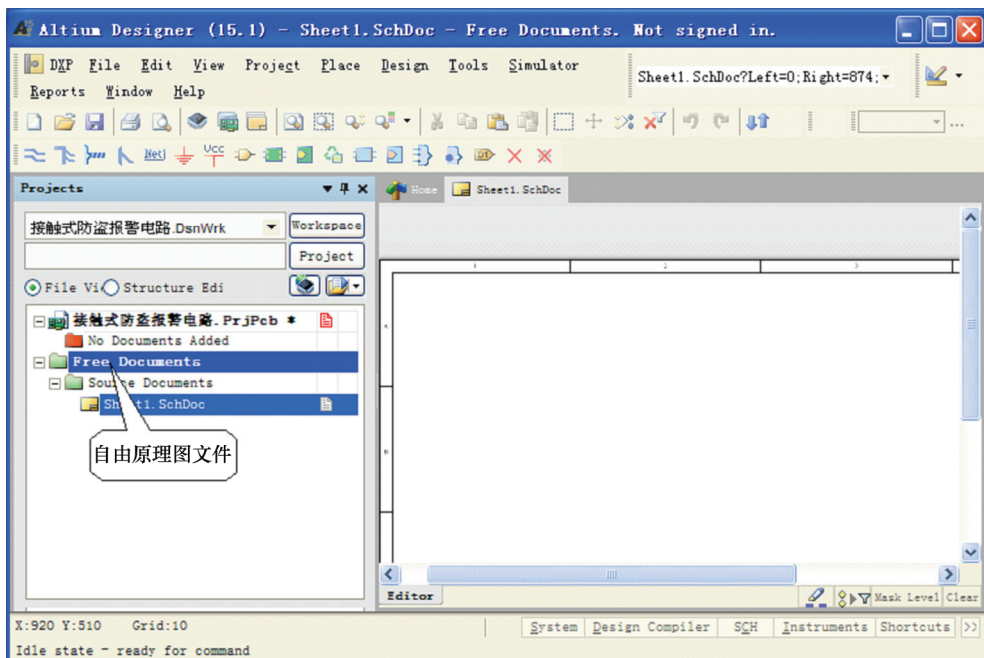 Altium Designer (15.1) - Sheet1.SchDoc - Free Documents. Not signed in.
DXP File Edit View Project Place Design Tools Simulator
Sheet1.SchDoc?Left=0;Right=874;
Reports Window Help
Net1
Vcc
D1
Projects
Home
Sheet1.SchDoc
接触式防盗报警电路.DsnWrk
Workspace
Project
File Vi
Structure Edi
接触式防盗报警电路.PrjPcb *
No Documents Added
Free Documents
Source Documents
Sheet1.SchDoc
自由原理图文件
1
2
3
A
B
Editor
Mask Level
Clear
X:920 Y:510 Grid:10
System
Design Compiler
SCH
Instruments
Shortcuts
>>
Idle state - ready for command